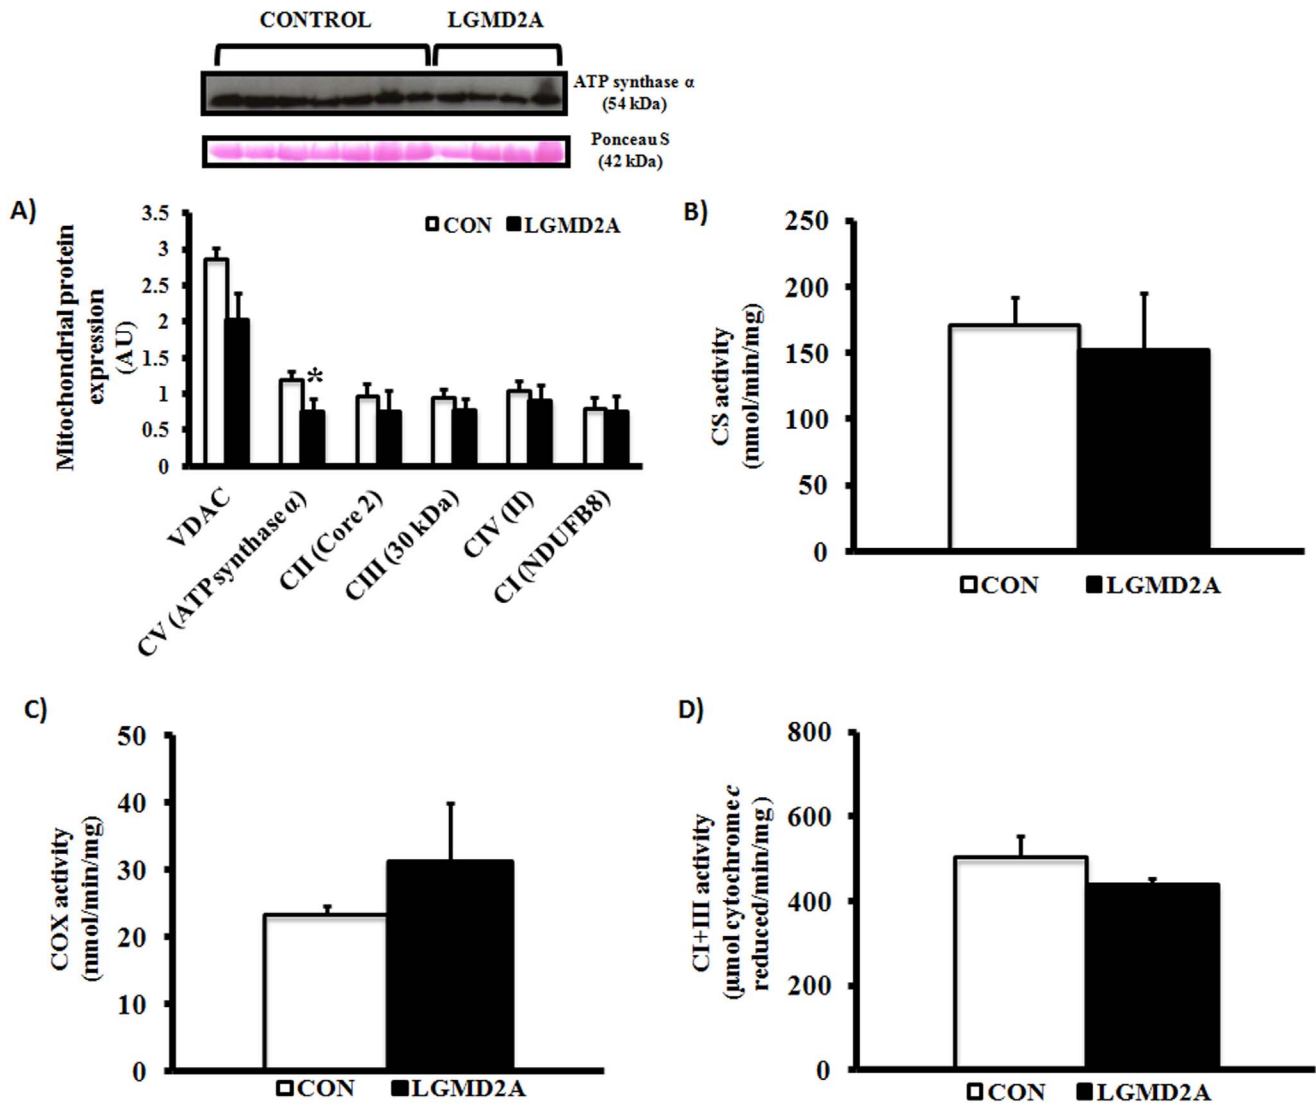 CONTROL LGMD2A
ATP synthase α
(54 kDa)
Ponceau S
(42 kDa)
A)
Mitochondrial protein
expression
(AU)
3.5
3
2.5
2
1.5
1
0.5
0
CON LGMD2A
*
VDAC
CV (ATP synthase α)
CII (Core 2)
CIII (30 kDa)
CIV (II)
CI (NDUFB8)
B)
CS activity
(nmol/min/mg)
250
200
150
100
50
0
CON LGMD2A
C)
COX activity
(nmol/min/mg)
50
40
30
20
10
0
CON LGMD2A
D)
CI+III activity
(µmol cytochrome c
reduced/min/mg)
800
600
400
200
0
CON LGMD2A